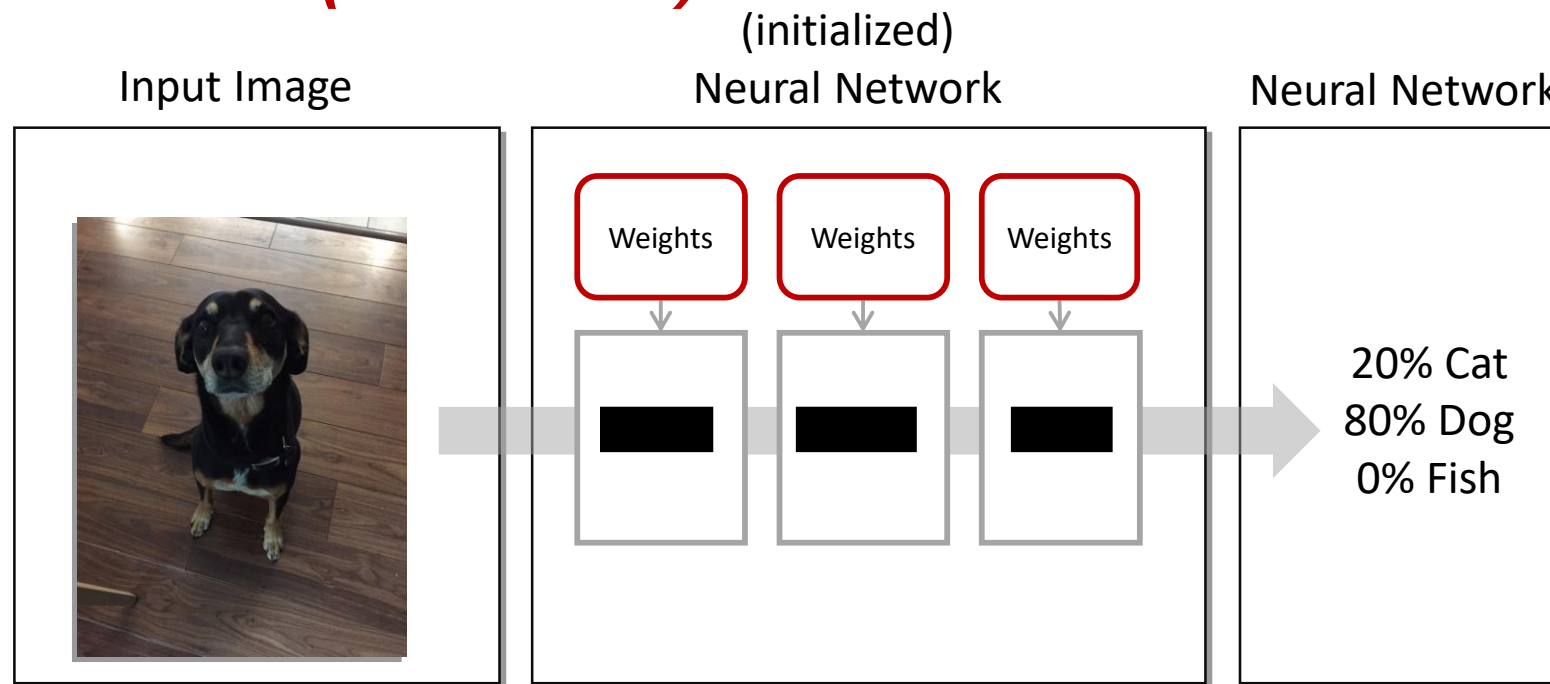 (initialized)
Input Image
Neural Network
Neural Network
Weights
Weights
Weights
20% Cat
80% Dog
0% Fish